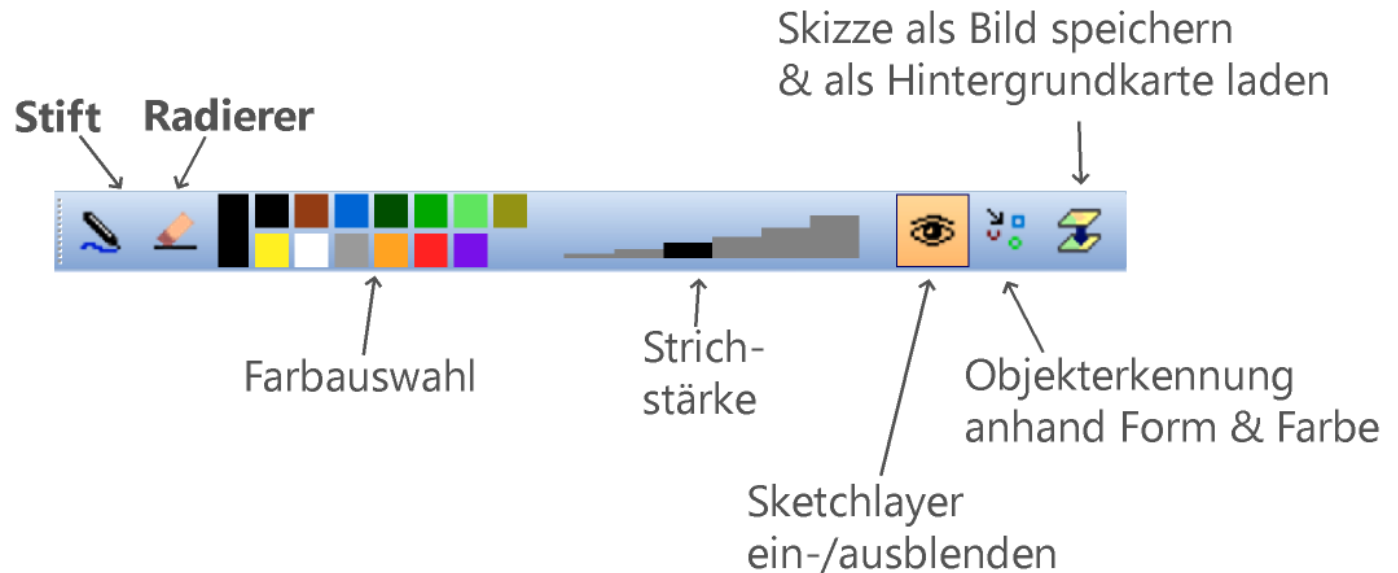 Skizze als Bild speichern
& als Hintergrundkarte laden
Stift Radierer
Farbauswahl
Strich-
stärke
Objekterkennung
anhand Form & Farbe
Sketchlayer
ein-/ausblenden